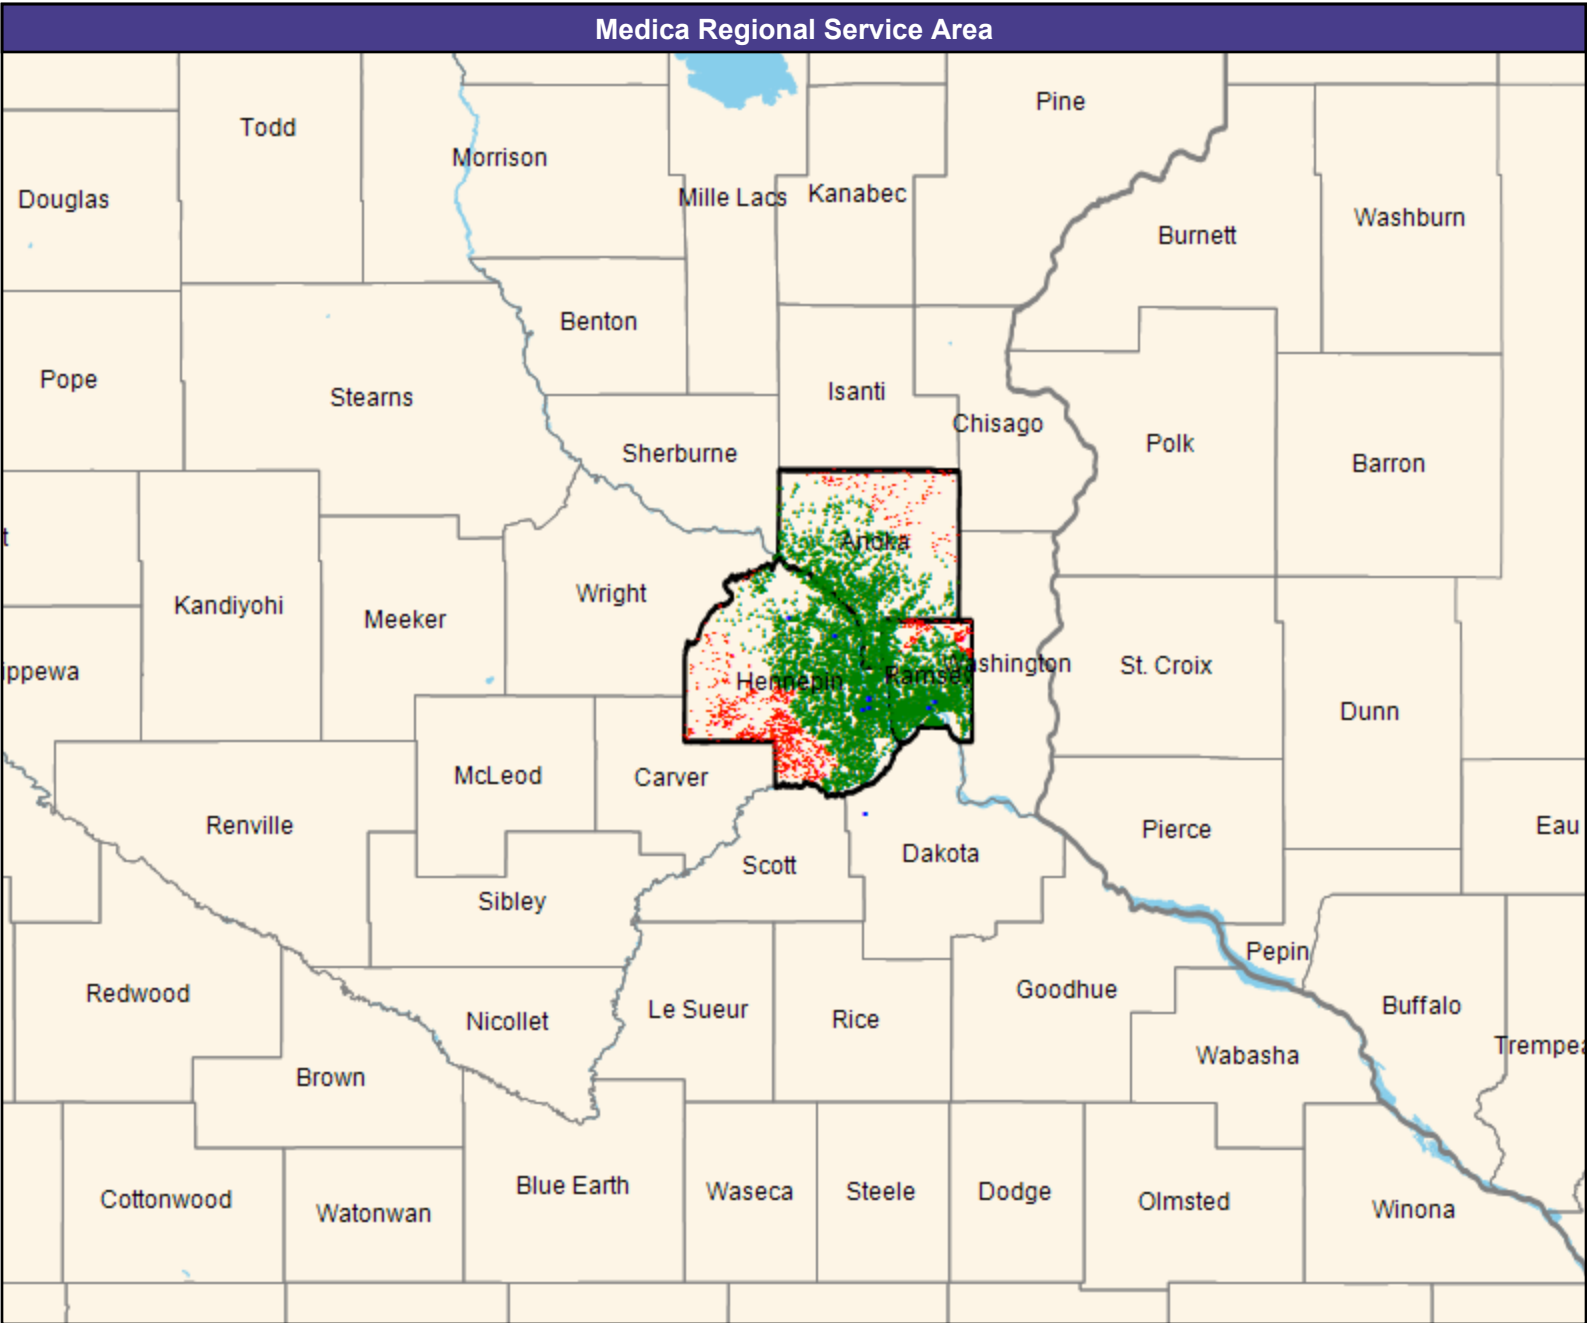 Medica Regional Service Area
Pine
Todd
Morrison
Douglas
Mille Lacs
Kanabec
Washburn
Burnett
Benton
Pope
Isanti
Stearns
Chisago
Polk
Sherburne
Barron
t
Anoka
Wright
Kandiyohi
Meeker
ippewa
Hennepin
Ramsey
Washington
St. Croix
Dunn
McLeod
Carver
Renville
Pierce
Eau
Dakota
Scott
Sibley
Pepin
Redwood
Goodhue
Nicollet
Le Sueur
Rice
Buffalo
Trempea
Wabasha
Brown
Blue Earth
Waseca
Steele
Dodge
Cottonwood
Olmsted
Watonwan
Winona